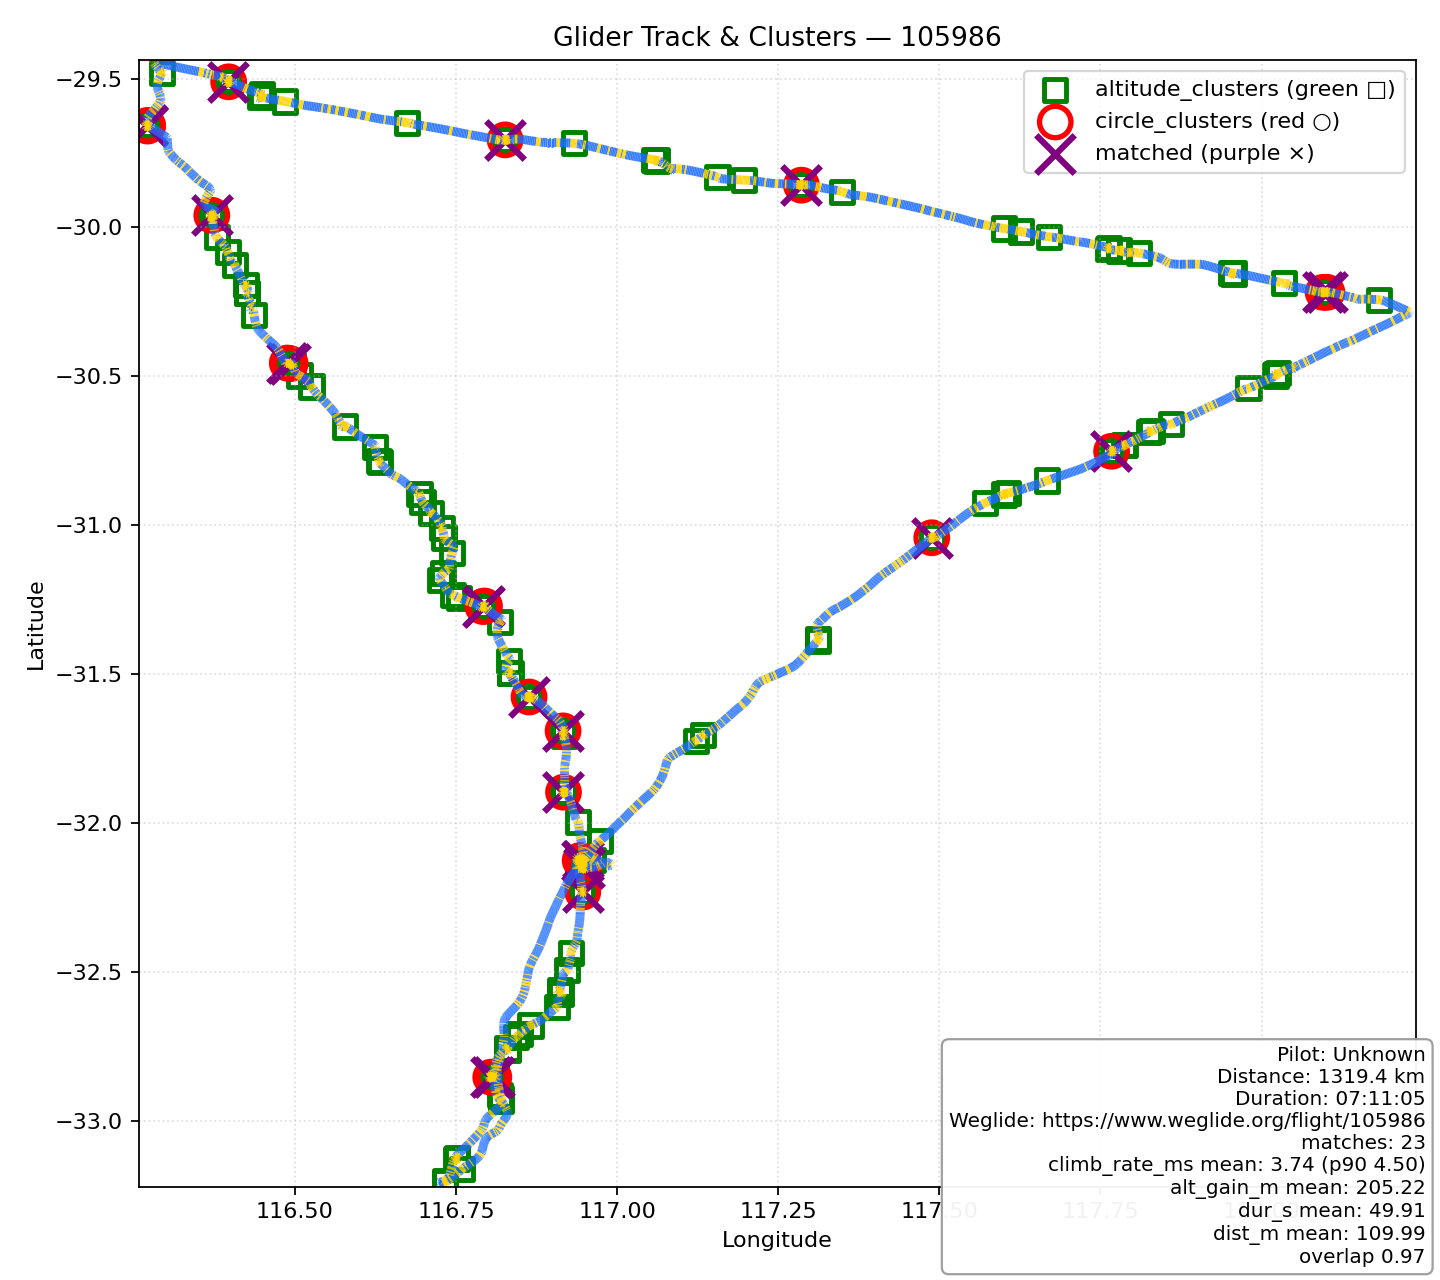 Glider Track & Clusters — 105986
altitude_clusters (green □)
circle_clusters (red ○)
matched (purple ×)
Latitude
−29.5
−30.0
−30.5
−31.0
−31.5
−32.0
−32.5
−33.0
116.50 116.75 117.00 117.25 117.50 117.75
Longitude
Pilot: Unknown
Distance: 1319.4 km
Duration: 07:11:05
Weglide: https://www.weglide.org/flight/105986
matches: 23
climb_rate_ms mean: 3.74 (p90 4.50)
alt_gain_m mean: 205.22
dur_s mean: 49.91
dist_m mean: 109.99
overlap 0.97